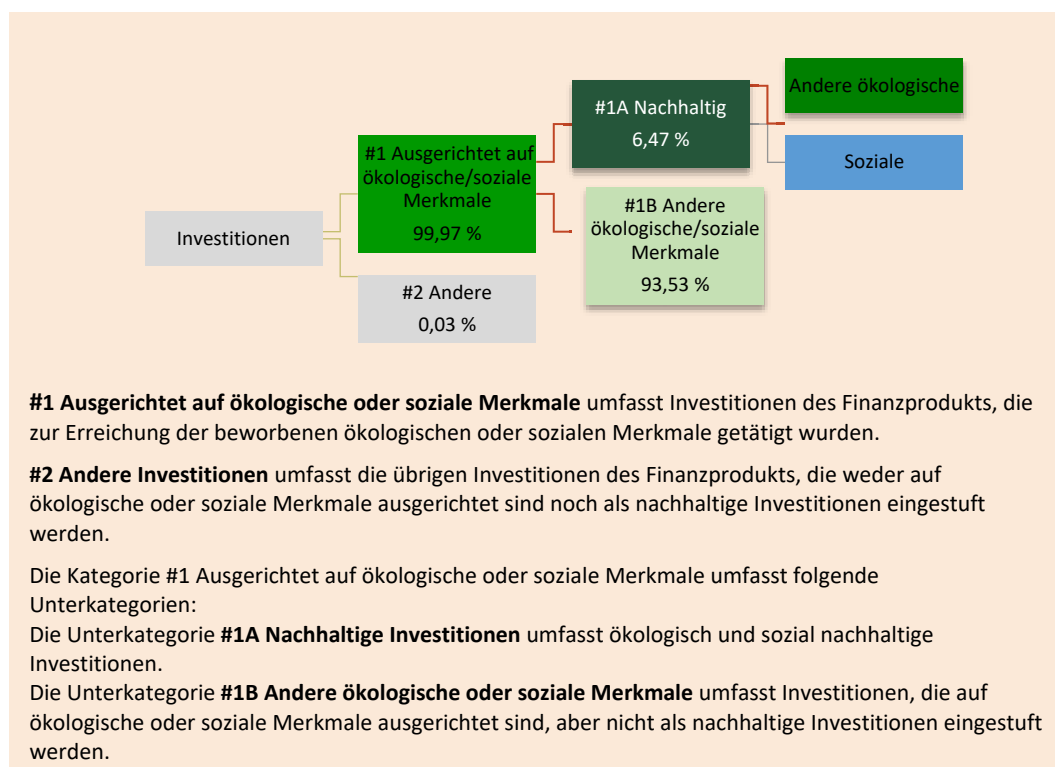 Andere ökologische
#1A Nachhaltig
6,47 %
Soziale
#1 Ausgerichtet auf
ökologische/soziale
Merkmale
99,97 %
#1B Andere
ökologische/soziale
Merkmale
93,53 %
Investitionen
#2 Andere
0,03 %
#1 Ausgerichtet auf ökologische oder soziale Merkmale umfasst Investitionen des Finanzprodukts, die
zur Erreichung der beworbenen ökologischen oder sozialen Merkmale getätigt wurden.
#2 Andere Investitionen umfasst die übrigen Investitionen des Finanzprodukts, die weder auf
ökologische oder soziale Merkmale ausgerichtet sind noch als nachhaltige Investitionen eingestuft
werden.
Die Kategorie #1 Ausgerichtet auf ökologische oder soziale Merkmale umfasst folgende
Unterkategorien:
Die Unterkategorie #1A Nachhaltige Investitionen umfasst ökologisch und sozial nachhaltige
Investitionen.
Die Unterkategorie #1B Andere ökologische oder soziale Merkmale umfasst Investitionen, die auf
ökologische oder soziale Merkmale ausgerichtet sind, aber nicht als nachhaltige Investitionen eingestuft
werden.